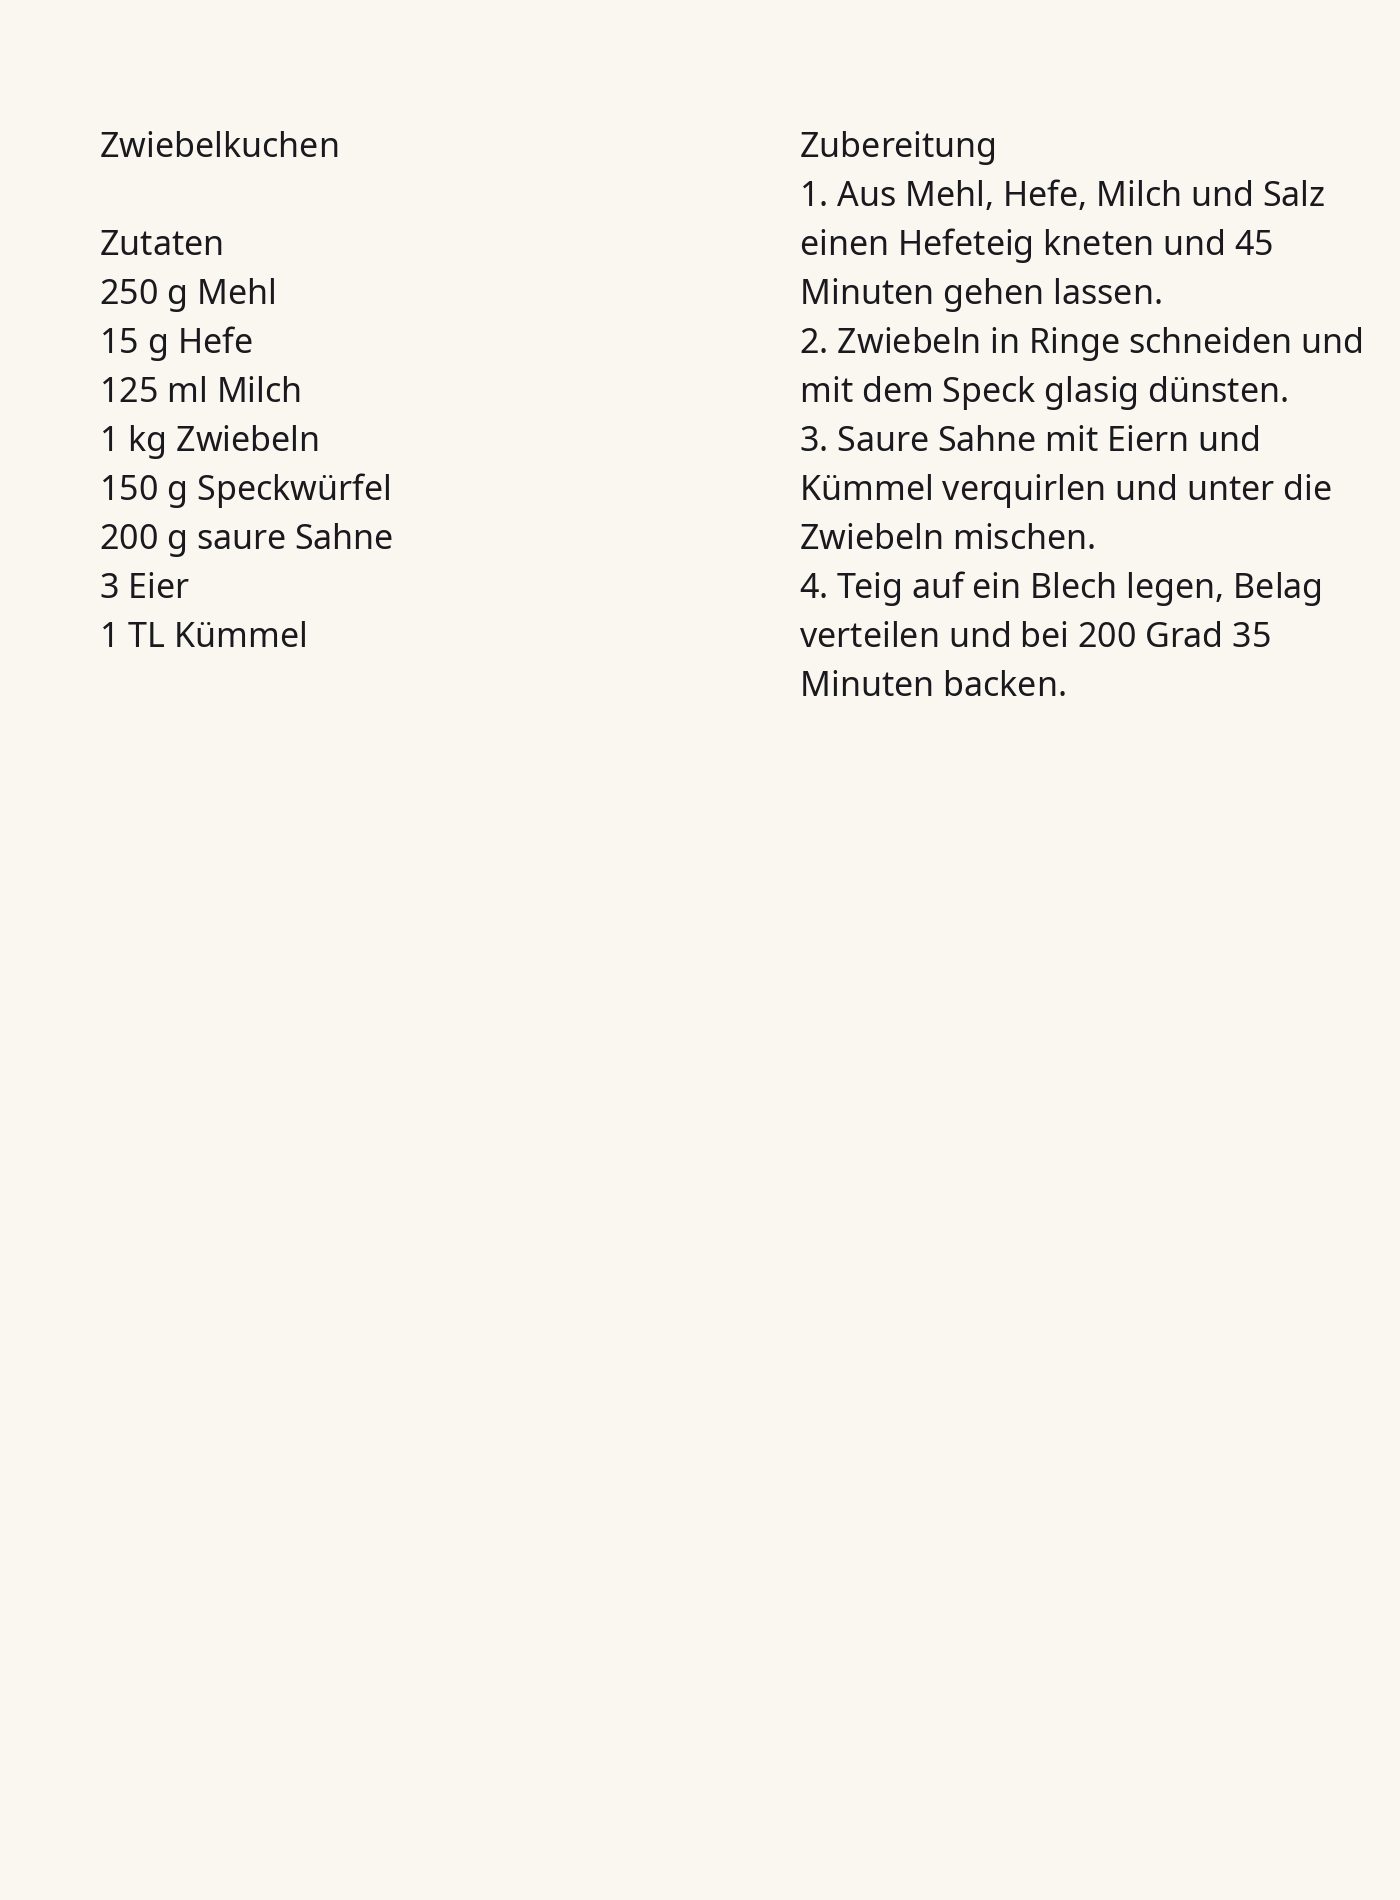 Zwiebelkuchen

Zutaten
250 g Mehl
15 g Hefe
125 ml Milch
1 kg Zwiebeln
150 g Speckwürfel
200 g saure Sahne
3 Eier
1 TL Kümmel

Zubereitung
1. Aus Mehl, Hefe, Milch und Salz
einen Hefeteig kneten und 45
Minuten gehen lassen.
2. Zwiebeln in Ringe schneiden und
mit dem Speck glasig dünsten.
3. Saure Sahne mit Eiern und
Kümmel verquirlen und unter die
Zwiebeln mischen.
4. Teig auf ein Blech legen, Belag
verteilen und bei 200 Grad 35
Minuten backen.